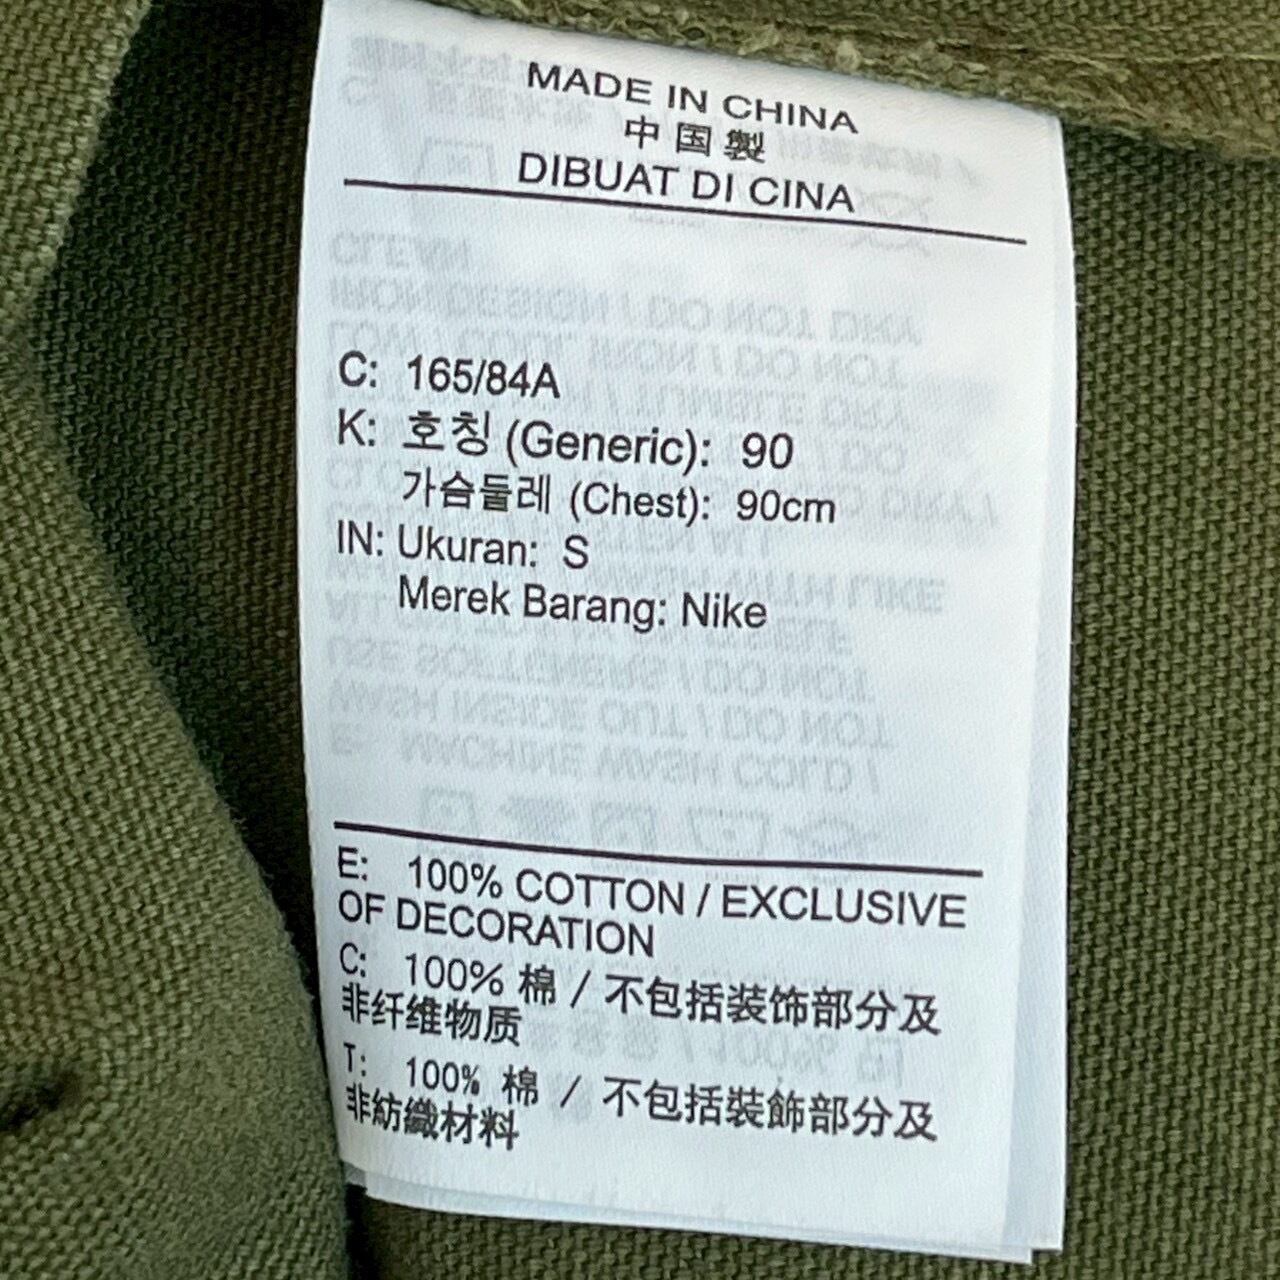 MADE IN CHINA
中国製
DIBUAT DI CINA
C: 165/84A
K: 호칭 (Generic): 90
가슴둘레 (Chest): 90cm
IN: Ukuran: S
Merek Barang: Nike
E: 100% COTTON / EXCLUSIVE
OF DECORATION
C: 100% 棉 / 不包括装饰部分及
非纤维物质
T: 100% 棉 / 不包括裝飾部分及
非紡織材料